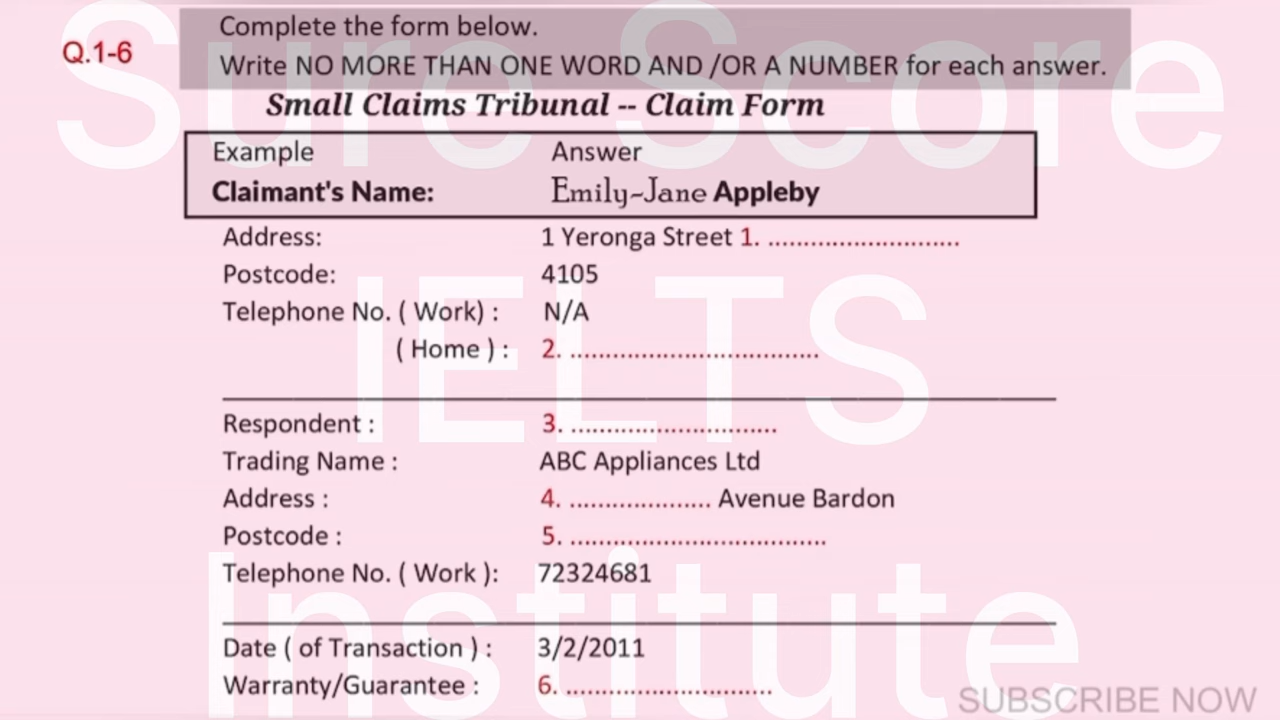 Complete the form below.
Q.1-6
Write NO MORE THAN ONE WORD AND /OR A NUMBER for each answer.
Small Claims Tribunal -- Claim Form
Example Answer
Claimant's Name: Emily-Jane Appleby
Address: 1 Yeronga Street 1. ...........................
Postcode: 4105
Telephone No. ( Work) : N/A
( Home ) : 2. ...................................
Respondent : 3. .............................
Trading Name : ABC Appliances Ltd
Address : 4. .................... Avenue Bardon
Postcode : 5. ....................................
Telephone No. ( Work ): 72324681
Date ( of Transaction ) : 3/2/2011
Warranty/Guarantee : 6. .............................
Sure Score
IELTS
Institute
SUBSCRIBE NOW